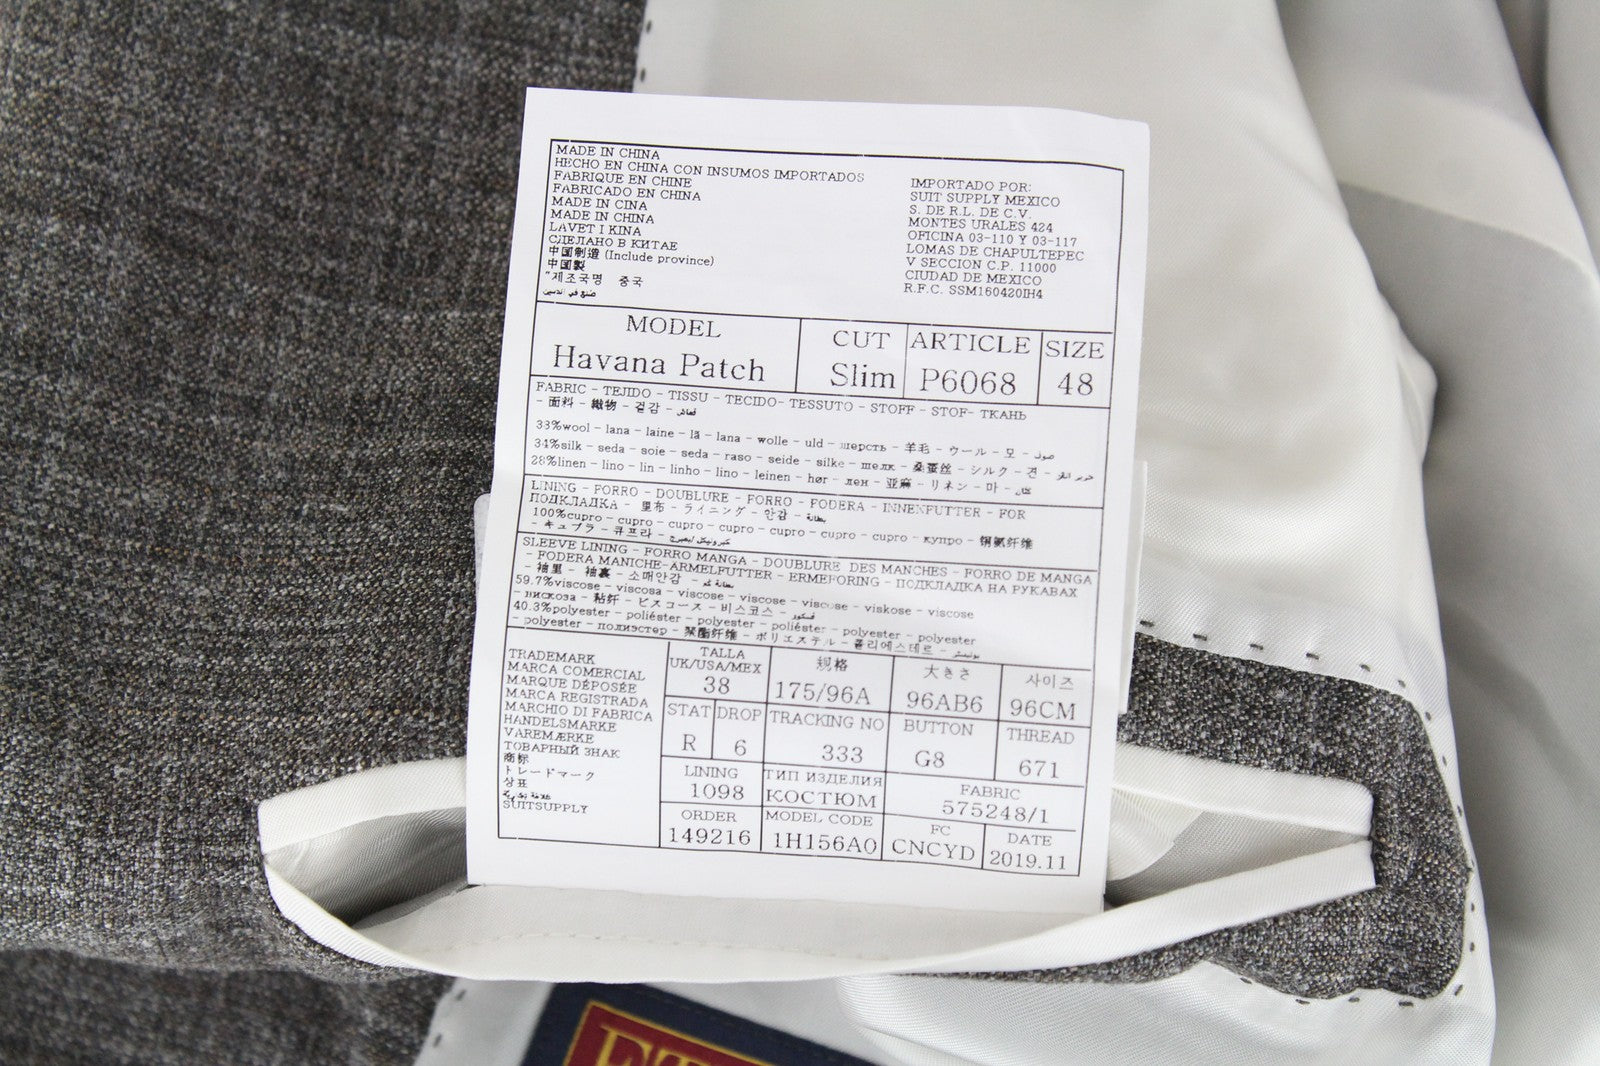 MADE IN CHINA
HECHO EN CHINA CON INSUMOS IMPORTADOS
FABRIQUE EN CHINE
FABRICADO EN CHINA
MADE IN CINA
MADE IN CHINA
LAVET I KINA
СДЕЛАНО В КИТАЕ
中国制造 (Include province)
中国製
"제조국명 중국
صنع في الصين
IMPORTADO POR:
SUIT SUPPLY MEXICO
S. DE R.L. DE C.V.
MONTES URALES 424
OFICINA 03-110 Y 03-117
LOMAS DE CHAPULTEPEC
V SECCION C.P. 11000
CIUDAD DE MEXICO
R.F.C. SSM160420IH4
MODEL
Havana Patch
CUT
Slim
ARTICLE
P6068
SIZE
48
FABRIC - TEJIDO - TISSU - TECIDO- TESSUTO - STOFF - STOF- ТКАНЬ
- 面料 - 織物 - 겉감 - قماش
38%wool - lana - laine - lã - lana - wolle - uld - шерсть - 羊毛 - ウール - 모 - صوف
34%silk - seda - soie - seda - raso - seide - silke - шелк - 桑蚕丝 - シルク - 견 -
28%linen - lino - lin - linho - lino - leinen - hør - лен - 亚麻 - リネン - 마 - كتان
LINING - FORRO - DOUBLURE - FORRO - FODERA - INNENFUTTER - FOR
ПОДКЛАДКА - 里布 - ライニング - 안감 - بطانة
100%cupro - cupro - cupro - cupro - cupro - cupro - cupro - купро - 铜氨纤维
- キュプラ - 큐프라 -
SLEEVE LINING - FORRO MANGA - DOUBLURE DES MANCHES - FORRO DE MANGA
- FODERA MANICHE-ARMELFUTTER - ERMEFORING - ПОДКЛАДКА НА РУКАВАХ
- 袖里 - 袖裏 - 소매안감 - بطانة كم
59.7%viscose - viscosa - viscose - viscose - viscose - viskose - viscose
- вискоза - 粘纤 - ビスコース - 비스코스 - فسكوز
40.3%polyester - poliéster - polyester - poliéster - polyester - polyester
- polyester - полиэстер - 聚酯纤维 - ポリエステル - 폴리에스테르 - بوليستر
TRADEMARK
MARCA COMERCIAL
MARQUE DÉPOSÉE
MARCA REGISTRADA
MARCHIO DI FABRICA
HANDELSMARKE
VAREMÆRKE
ТОВАРНЫЙ ЗНАК
商标
トレードマーク
상표
علامة تجارية
SUITSUPPLY
TALLA
UK/USA/MEX
38
规格
175/96A
大きさ
96AB6
사이즈
96CM
STAT
R
DROP
6
TRACKING NO
333
BUTTON
G8
THREAD
671
LINING
1098
ТИП ИЗДЕЛИЯ
КОСТЮМ
FABRIC
575248/1
ORDER
149216
MODEL CODE
1H156A0
FC
CNCYD
DATE
2019.11